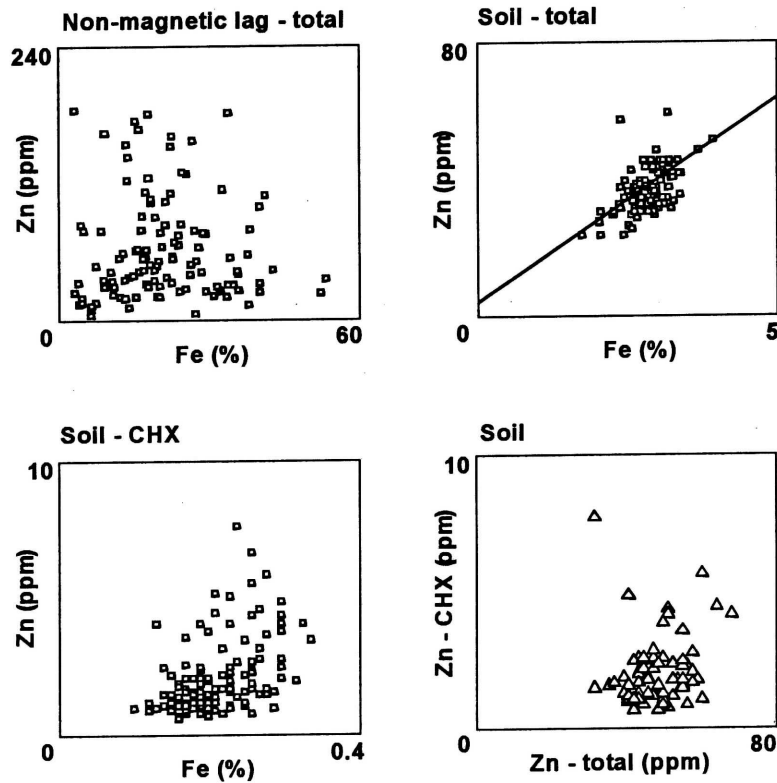 Non-magnetic lag - total
240
Zn (ppm)
0
Fe (%)
60
Soil - total
80
Zn (ppm)
0
Fe (%)
5
Soil - CHX
10
Zn (ppm)
0
Fe (%)
0.4
Soil
10
Zn - CHX (ppm)
0
Zn - total (ppm)
80